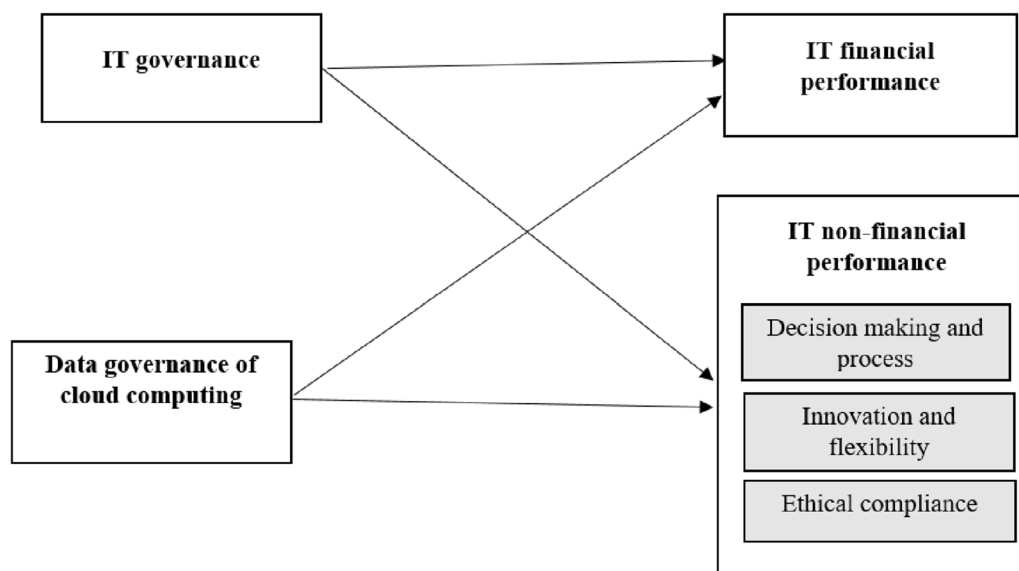 IT governance
IT financial
performance
IT non-financial
performance
Decision making and
process
Innovation and
flexibility
Ethical compliance
Data governance of
cloud computing